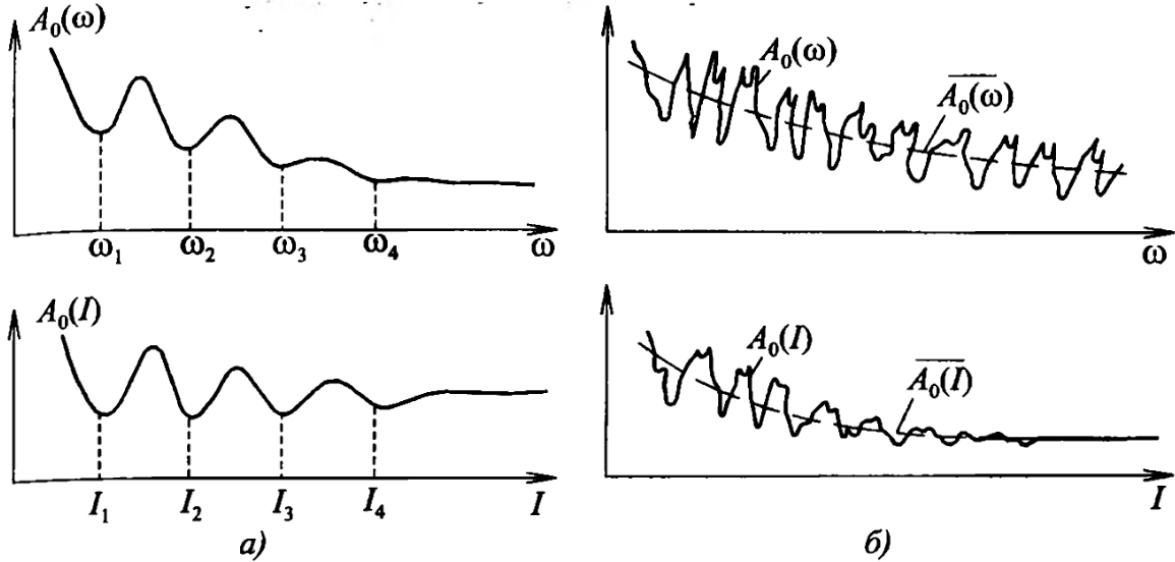 A₀(ω)
ω₁ ω₂ ω₃ ω₄ ω
A₀(I)
I₁ I₂ I₃ I₄ I
а)
A₀(ω)
A₀(ω)
ω
A₀(I)
A₀(I)
I
б)